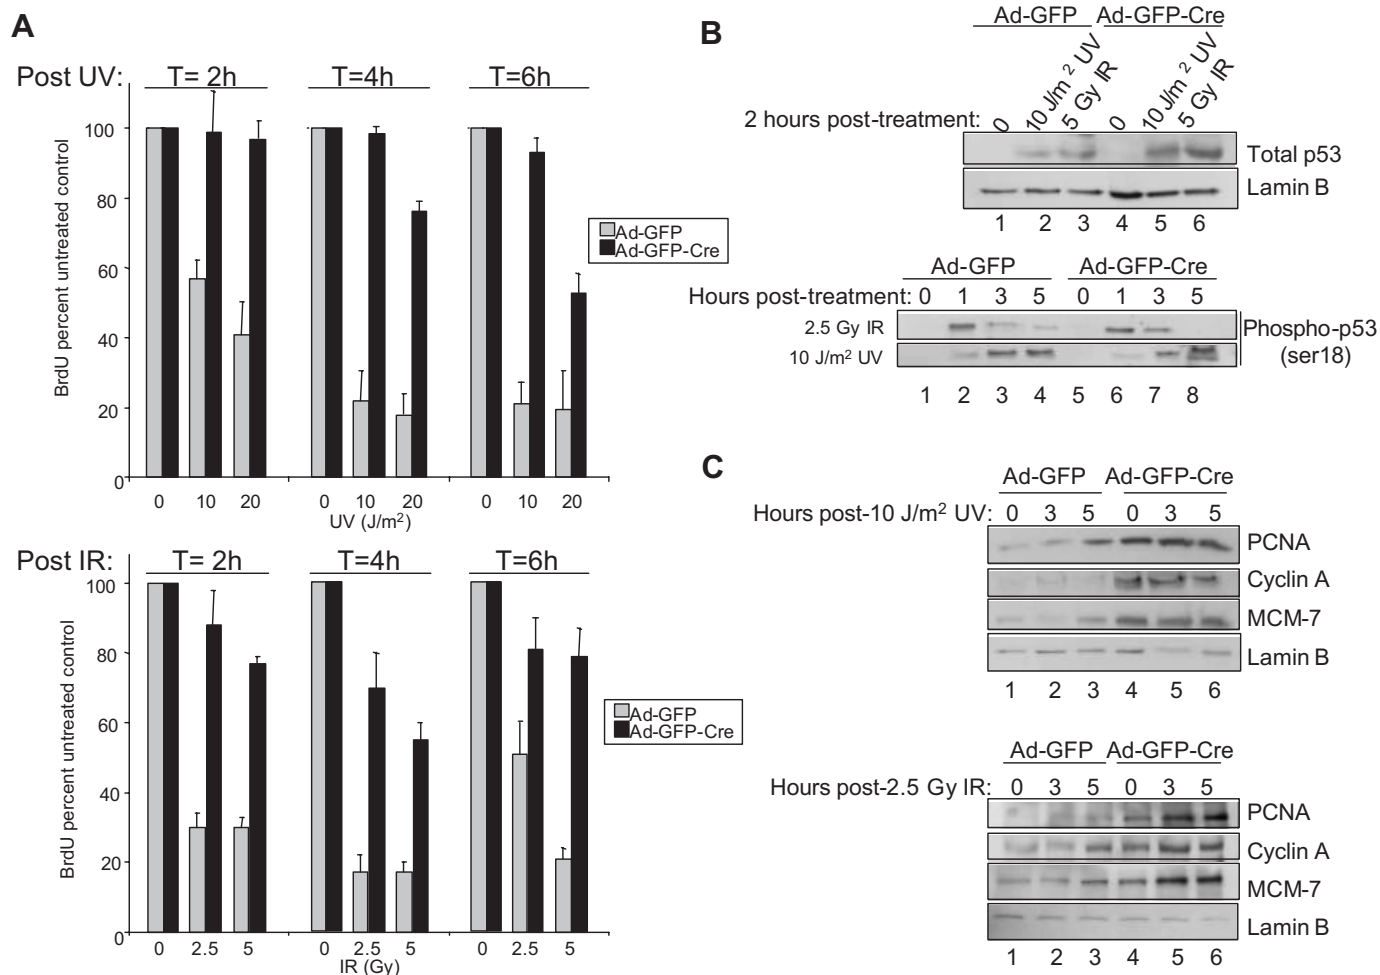 A
Post UV: T= 2h T=4h T=6h
BrdU percent untreated control
100
80
60
40
20
0
0 10 20 0 10 20 0 10 20
UV (J/m²)
Ad-GFP
Ad-GFP-Cre
Post IR: T= 2h T=4h T=6h
BrdU percent untreated control
100
80
60
40
20
0
0 2.5 5 0 2.5 5 0 2.5 5
IR (Gy)
Ad-GFP
Ad-GFP-Cre
B
Ad-GFP Ad-GFP-Cre
2 hours post-treatment: 0 10 J/m² UV 5 Gy IR 0 10 J/m² UV 5 Gy IR
Total p53
Lamin B
1 2 3 4 5 6
Ad-GFP Ad-GFP-Cre
Hours post-treatment: 0 1 3 5 0 1 3 5
2.5 Gy IR
10 J/m² UV
Phospho-p53
(ser18)
1 2 3 4 5 6 7 8
C
Ad-GFP Ad-GFP-Cre
Hours post-10 J/m² UV: 0 3 5 0 3 5
PCNA
Cyclin A
MCM-7
Lamin B
1 2 3 4 5 6
Ad-GFP Ad-GFP-Cre
Hours post-2.5 Gy IR: 0 3 5 0 3 5
PCNA
Cyclin A
MCM-7
Lamin B
1 2 3 4 5 6